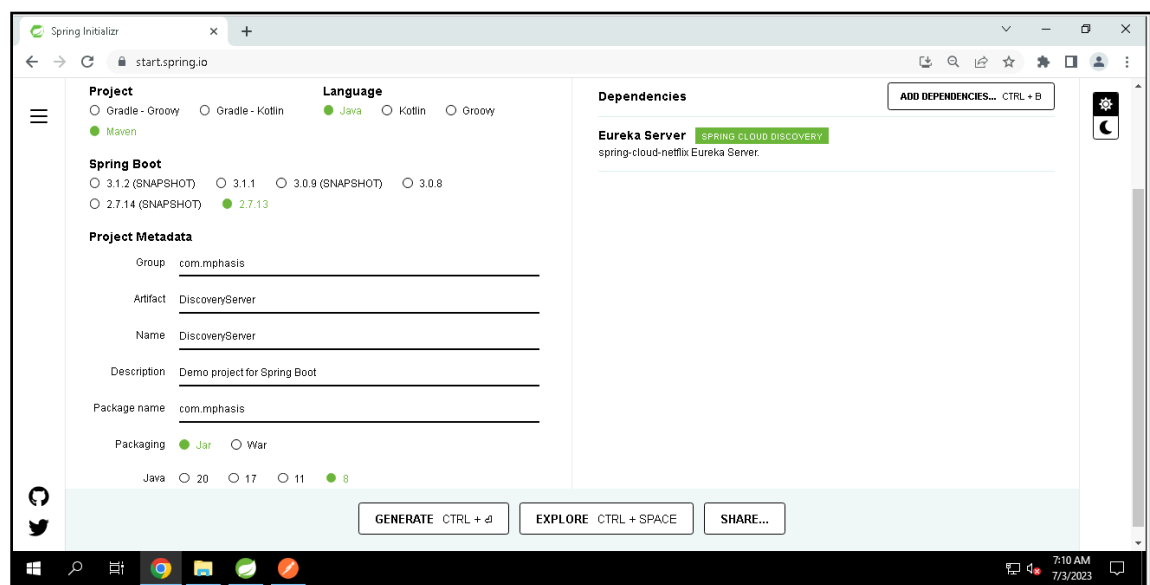 Spring Initializr
start.spring.io
Project
Gradle - Groovy Gradle - Kotlin
Maven
Language
Java Kotlin Groovy
Spring Boot
3.1.2 (SNAPSHOT) 3.1.1 3.0.9 (SNAPSHOT) 3.0.8
2.7.14 (SNAPSHOT) 2.7.13
Project Metadata
Group com.mphasis
Artifact DiscoveryServer
Name DiscoveryServer
Description Demo project for Spring Boot
Package name com.mphasis
Packaging Jar War
Java 20 17 11 8
Dependencies ADD DEPENDENCIES... CTRL + B
Eureka Server SPRING CLOUD DISCOVERY
spring-cloud-netflix Eureka Server.
GENERATE CTRL + ⏎ EXPLORE CTRL + SPACE SHARE...
7:10 AM
7/3/2023